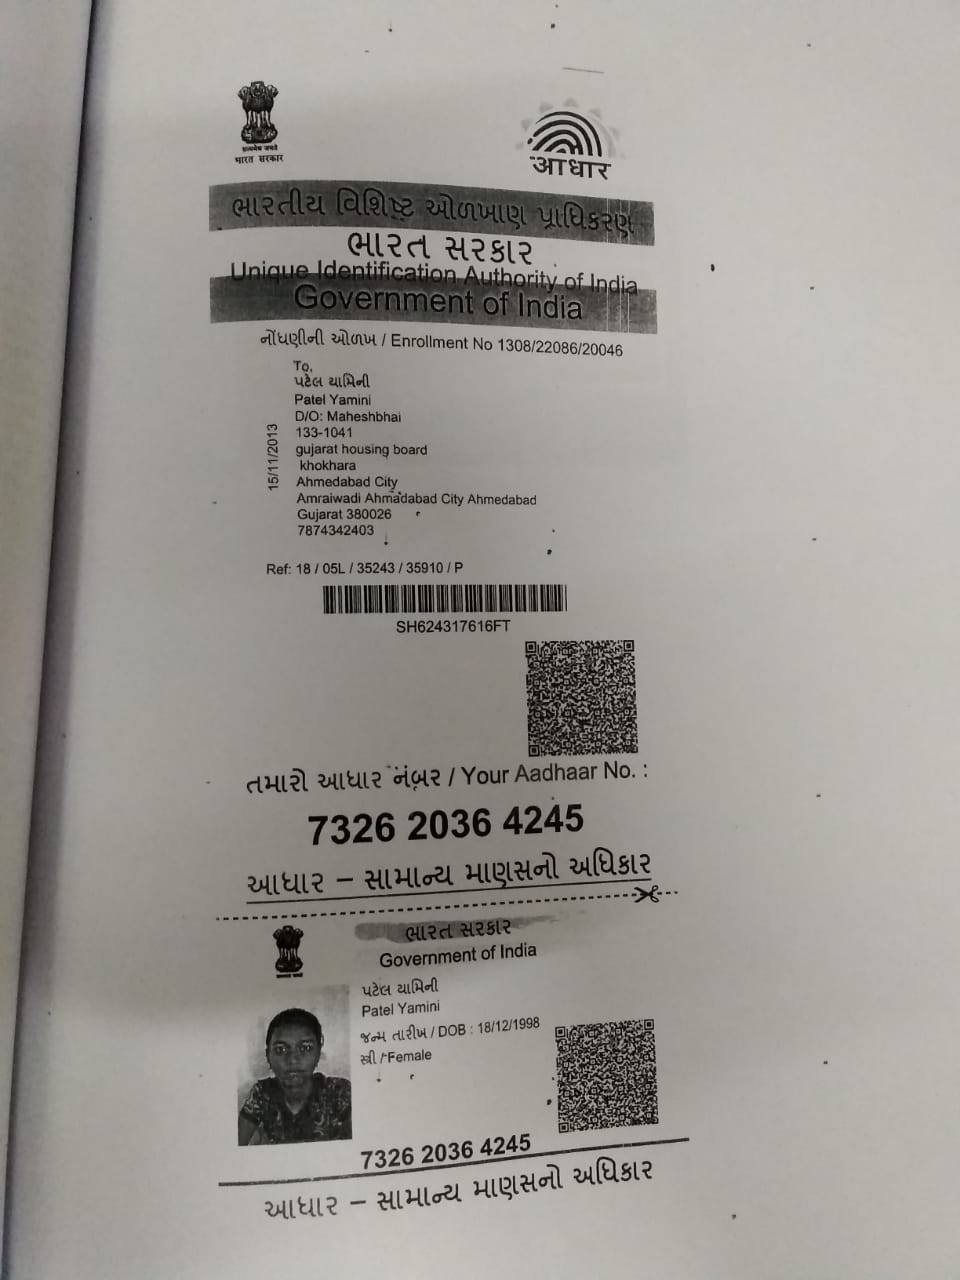 सत्यमेव जयते
भारत सरकार
आधार
ભારતીય વિશિષ્ટ ઓળખાણ પ્રાધિકરણ
ભારત સરકાર
Unique Identification Authority of India
Government of India
નોંધણીની ઓળખ / Enrollment No 1308/22086/20046
To,
પટેલ યામિની
Patel Yamini
D/O: Maheshbhai
133-1041
gujarat housing board
khokhara
Ahmedabad City
Amraiwadi Ahmadabad City Ahmedabad
Gujarat 380026
7874342403
15/11/2013
Ref: 18 / 05L / 35243 / 35910 / P
SH624317616FT
તમારો આધાર નંબર / Your Aadhaar No. :
7326 2036 4245
આધાર – સામાન્ય માણસનો અધિકાર
ભારત સરકાર
Government of India
પટેલ યામિની
Patel Yamini
જન્મ તારીખ / DOB : 18/12/1998
સ્ત્રી / Female
7326 2036 4245
આધાર – સામાન્ય માણસનો અધિકાર